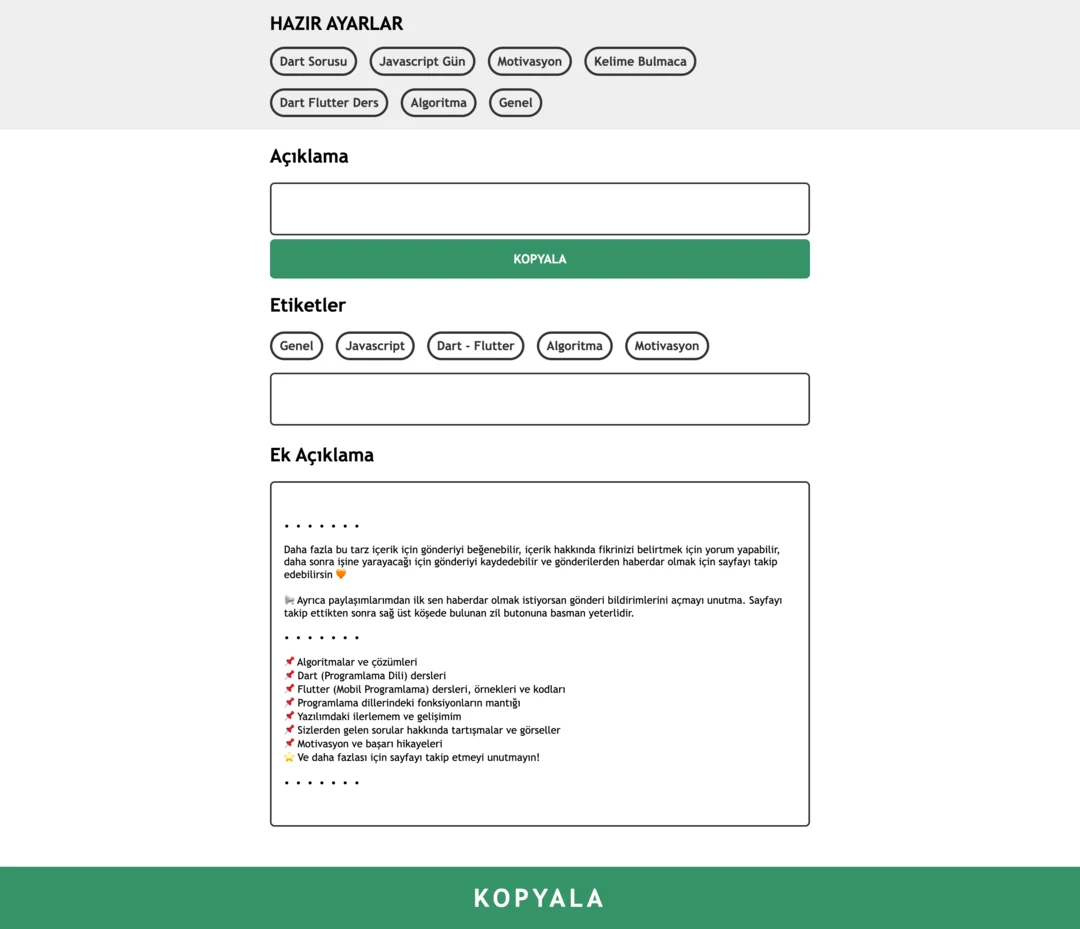 HAZIR AYARLAR
Dart Sorusu Javascript Gün Motivasyon Kelime Bulmaca
Dart Flutter Ders Algoritma Genel
Açıklama
KOPYALA
Etiketler
Genel Javascript Dart - Flutter Algoritma Motivasyon
Ek Açıklama
• • • • • • •
Daha fazla bu tarz içerik için gönderiyi beğenebilir, içerik hakkında fikrinizi belirtmek için yorum yapabilir,
daha sonra işine yarayacağı için gönderiyi kaydedebilir ve gönderilerden haberdar olmak için sayfayı takip
edebilirsin 🧡
📡 Ayrıca paylaşımlarımdan ilk sen haberdar olmak istiyorsan gönderi bildirimlerini açmayı unutma. Sayfayı
takip ettikten sonra sağ üst köşede bulunan zil butonuna basman yeterlidir.
• • • • • • •
📌 Algoritmalar ve çözümleri
📌 Dart (Programlama Dili) dersleri
📌 Flutter (Mobil Programlama) dersleri, örnekleri ve kodları
📌 Programlama dillerindeki fonksiyonların mantığı
📌 Yazılımdaki ilerlemem ve gelişimim
📌 Sizlerden gelen sorular hakkında tartışmalar ve görseller
📌 Motivasyon ve başarı hikayeleri
⭐ Ve daha fazlası için sayfayı takip etmeyi unutmayın!
• • • • • • •
KOPYALA